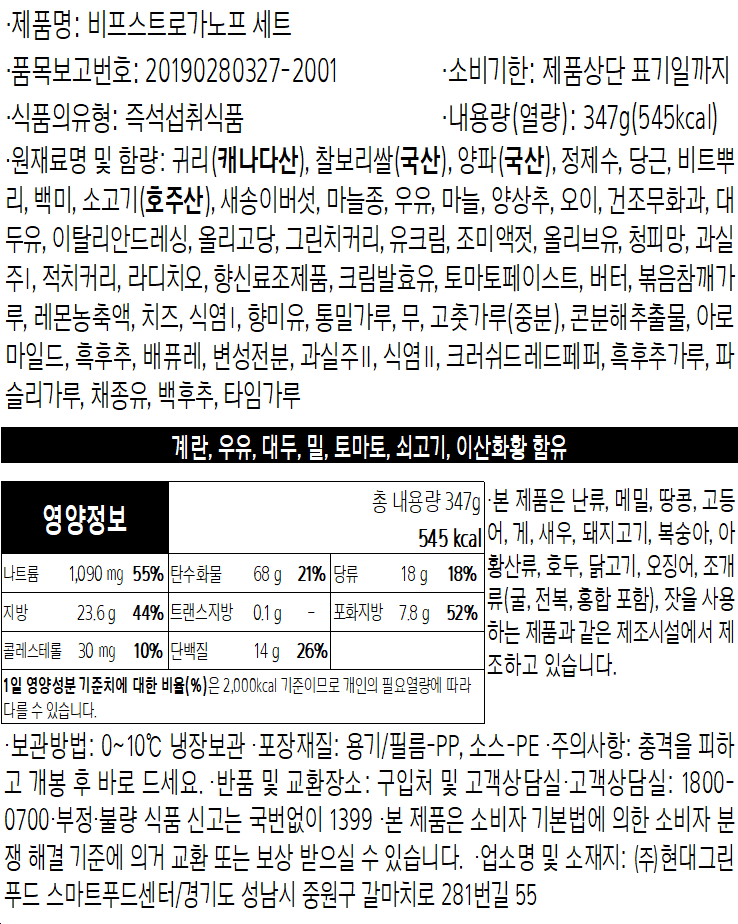 ·제품명: 비프스트로가노프 세트
·품목보고번호: 20190280327-2001 ·소비기한: 제품상단 표기일까지
·식품의유형: 즉석섭취식품 ·내용량(열량): 347g(545kcal)
·원재료명 및 함량: 귀리(캐나다산), 찰보리쌀(국산), 양파(국산), 정제수, 당근, 비트뿌
리, 백미, 소고기(호주산), 새송이버섯, 마늘종, 우유, 마늘, 양상추, 오이, 건조무화과, 대
두유, 이탈리안드레싱, 올리고당, 그린치커리, 유크림, 조미액젓, 올리브유, 청피망, 과실
주I, 적치커리, 라디치오, 향신료조제품, 크림발효유, 토마토페이스트, 버터, 볶음참깨가
루, 레몬농축액, 치즈, 식염I, 향미유, 통밀가루, 무, 고춧가루(중분), 콘분해추출물, 아로
마일드, 흑후추, 배퓨레, 변성전분, 과실주II, 식염II, 크러쉬드레드페퍼, 흑후추가루, 파
슬리가루, 채종유, 백후추, 타임가루
계란, 우유, 대두, 밀, 토마토, 쇠고기, 이산화황 함유
영양정보
총 내용량 347g
545 kcal
나트륨 1,090 mg 55% 탄수화물 68 g 21% 당류 18 g 18%
지방 23.6 g 44% 트랜스지방 0.1 g - 포화지방 7.8 g 52%
콜레스테롤 30 mg 10% 단백질 14 g 26%
1일 영양성분 기준치에 대한 비율(%)은 2,000kcal 기준이므로 개인의 필요열량에 따라
다를 수 있습니다.
·본 제품은 난류, 메밀, 땅콩, 고등
어, 게, 새우, 돼지고기, 복숭아, 아
황산류, 호두, 닭고기, 오징어, 조개
류(굴, 전복, 홍합 포함), 잣을 사용
하는 제품과 같은 제조시설에서 제
조하고 있습니다.
·보관방법: 0~10℃ 냉장보관 ·포장재질: 용기/필름-PP, 소스-PE ·주의사항: 충격을 피하
고 개봉 후 바로 드세요. ·반품 및 교환장소: 구입처 및 고객상담실·고객상담실: 1800-
0700·부정·불량 식품 신고는 국번없이 1399 ·본 제품은 소비자 기본법에 의한 소비자 분
쟁 해결 기준에 의거 교환 또는 보상 받으실 수 있습니다. ·업소명 및 소재지: (주)현대그린
푸드 스마트푸드센터/경기도 성남시 중원구 갈마치로 281번길 55